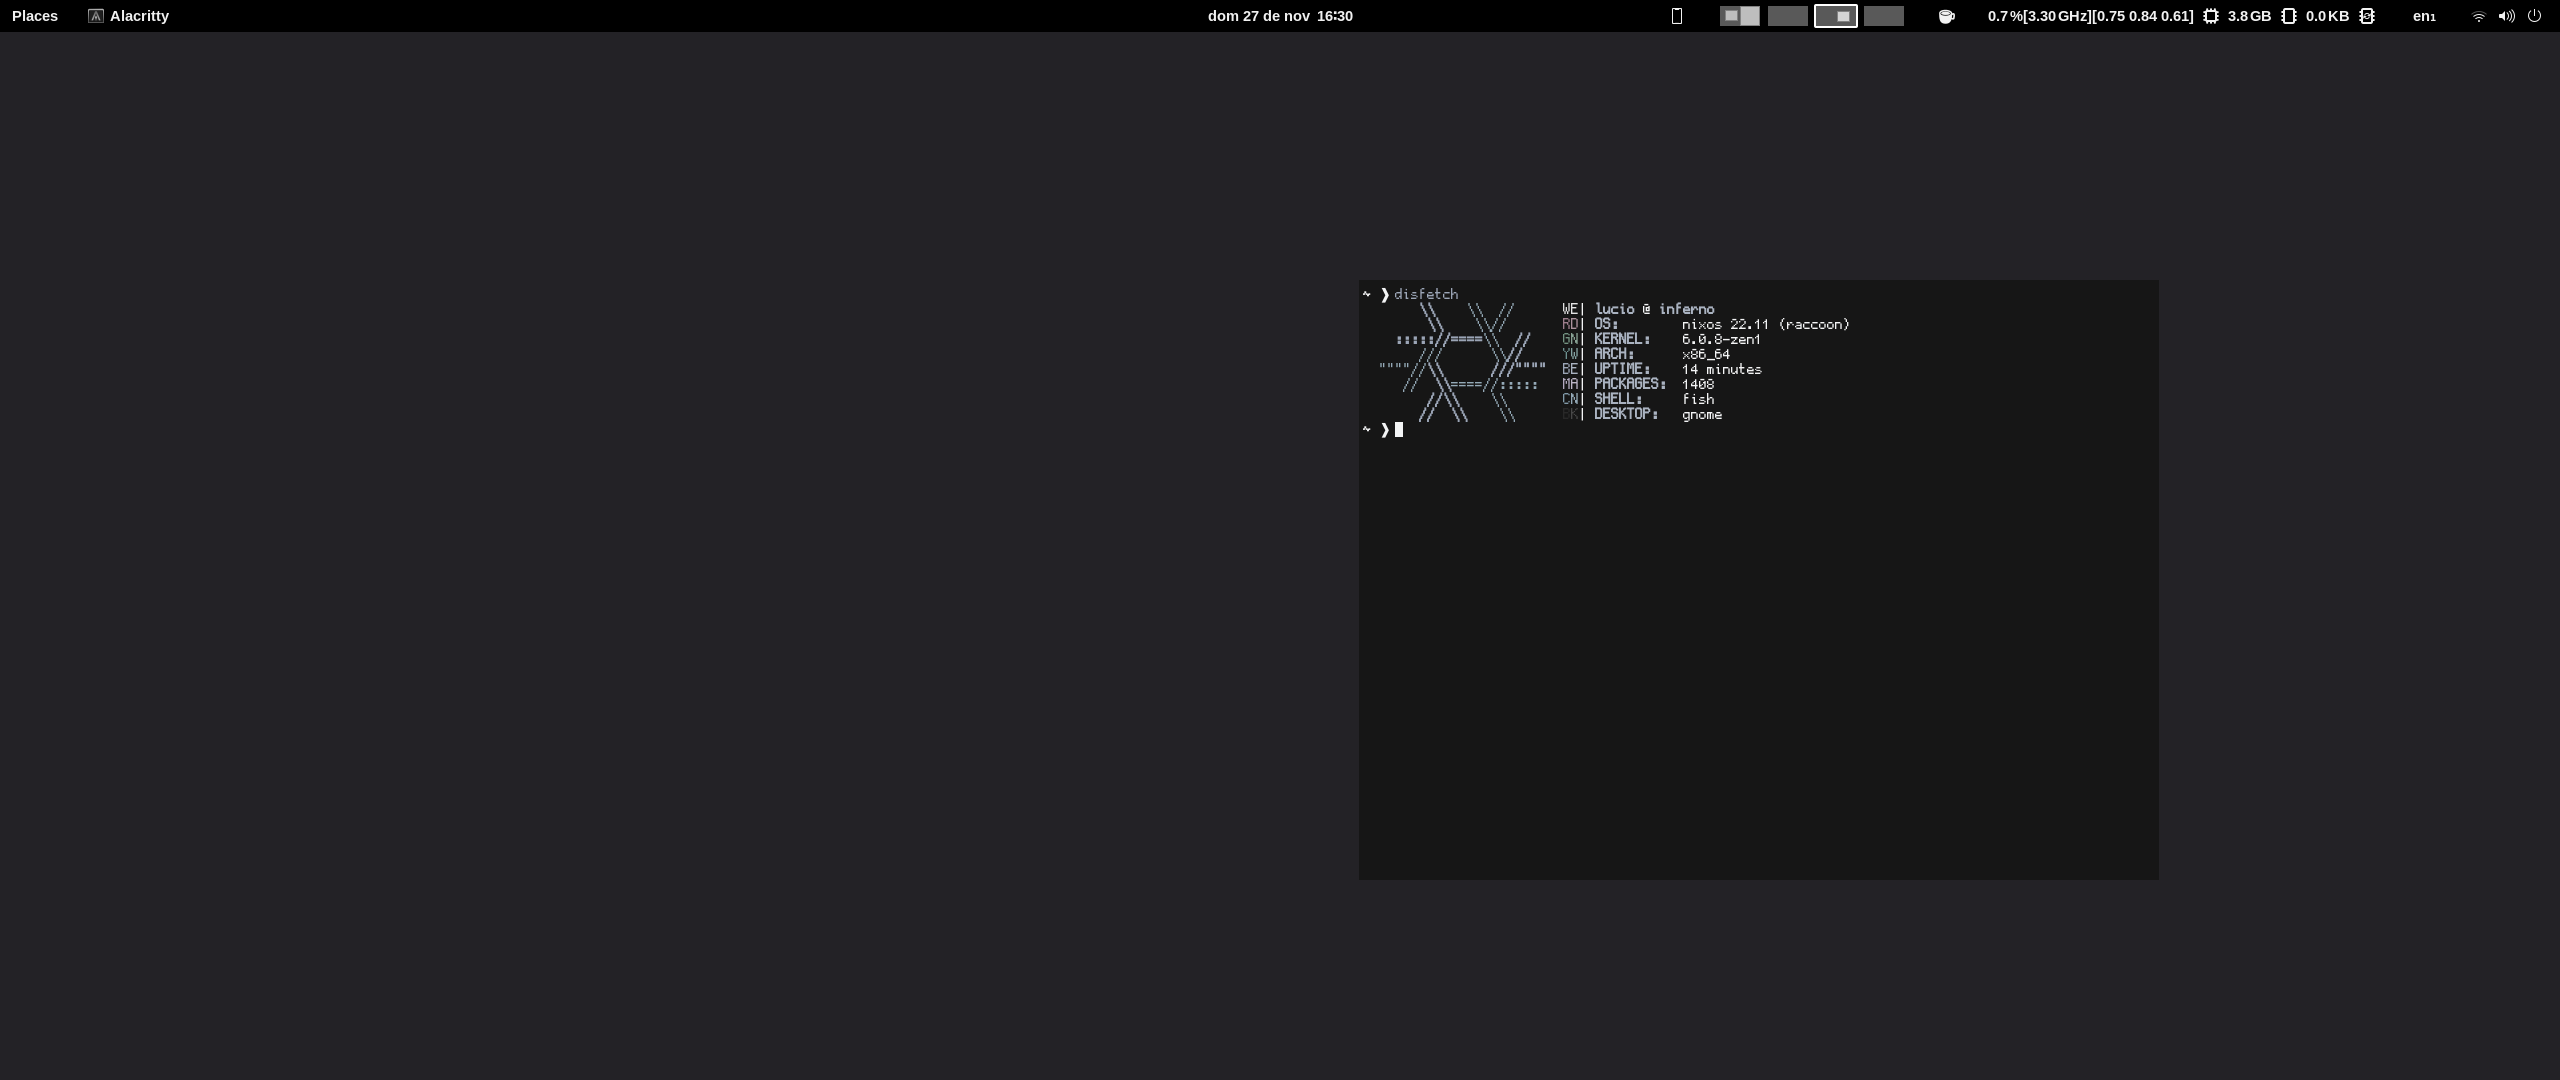 Places Alacritty dom 27 de nov 16:30 0.7 %[3.30 GHz][0.75 0.84 0.61] 3.8 GB 0.0 KB en₁
~ ❯ disfetch
\\ \\ // WE| lucio @ inferno
\\ \\// RD| OS: nixos 22.11 (raccoon)
:::::://====\\ // GN| KERNEL: 6.0.8-zen1
/// \\// YW| ARCH: x86_64
""""//\\ ///"""" BE| UPTIME: 14 minutes
// \\====//::::: MA| PACKAGES: 1408
//\\ \\ CN| SHELL: fish
// \\ \\ BK| DESKTOP: gnome
~ ❯